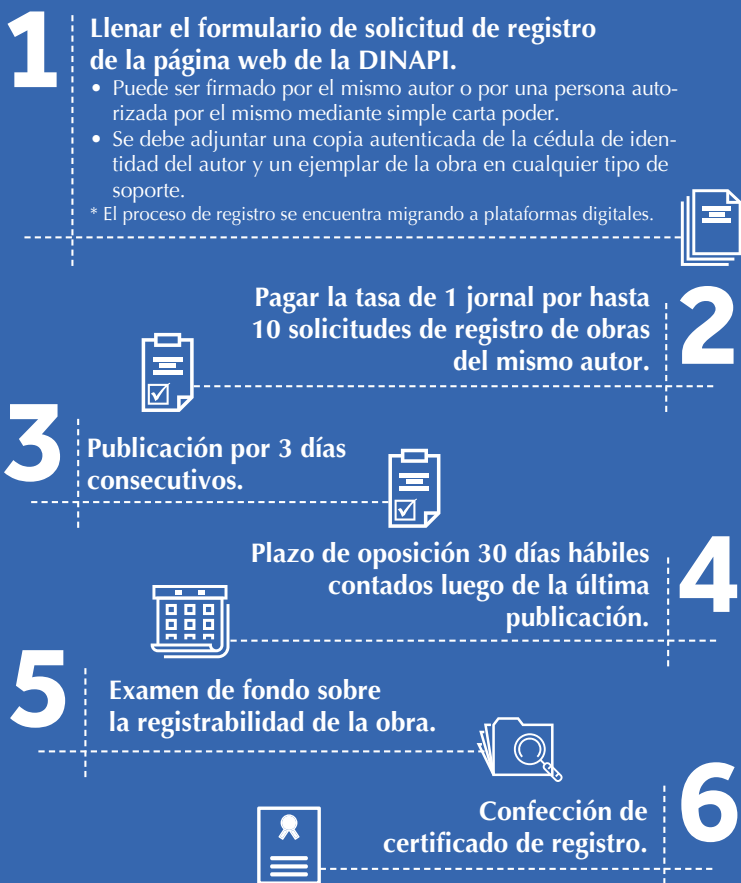 1
Llenar el formulario de solicitud de registro
de la página web de la DINAPI.
• Puede ser firmado por el mismo autor o por una persona auto-
rizada por el mismo mediante simple carta poder.
• Se debe adjuntar una copia autenticada de la cédula de iden-
tidad del autor y un ejemplar de la obra en cualquier tipo de
soporte.
* El proceso de registro se encuentra migrando a plataformas digitales.
2
Pagar la tasa de 1 jornal por hasta
10 solicitudes de registro de obras
del mismo autor.
3
Publicación por 3 días
consecutivos.
4
Plazo de oposición 30 días hábiles
contados luego de la última
publicación.
5
Examen de fondo sobre
la registrabilidad de la obra.
6
Confección de
certificado de registro.